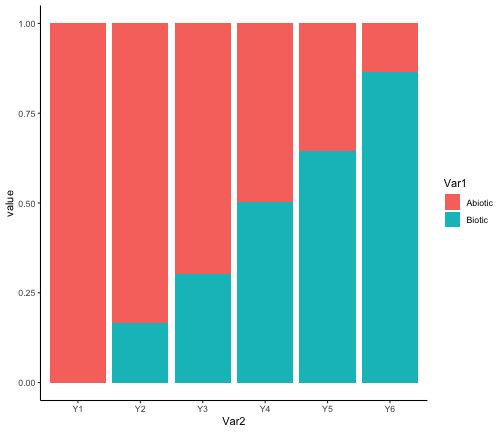 1.00
0.75
0.50
0.25
0.00
value
Y1 Y2 Y3 Y4 Y5 Y6
Var2
Var1
Abiotic
Biotic